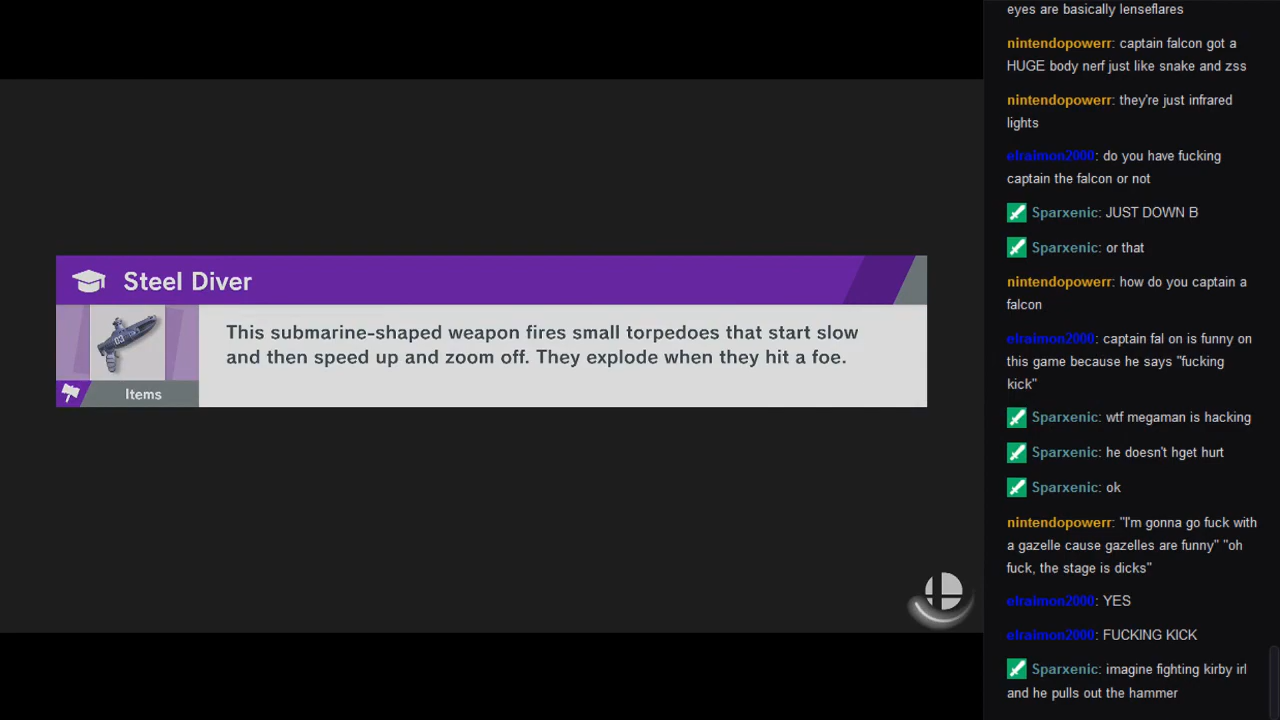 Steel Diver
This submarine-shaped weapon fires small torpedoes that start slow
and then speed up and zoom off. They explode when they hit a foe.
03
Items
eyes are basically lenseflares
nintendopowerr: captain falcon got a
HUGE body nerf just like snake and zss
nintendopowerr: they're just infrared
lights
elraimon2000: do you have fucking
captain the falcon or not
Sparxenic: JUST DOWN B
Sparxenic: or that
nintendopowerr: how do you captain a
falcon
elraimon2000: captain fal on is funny on
this game because he says "fucking
kick"
Sparxenic: wtf megaman is hacking
Sparxenic: he doesn't hget hurt
Sparxenic: ok
nintendopowerr: "I'm gonna go fuck with
a gazelle cause gazelles are funny" "oh
fuck, the stage is dicks"
elraimon2000: YES
elraimon2000: FUCKING KICK
Sparxenic: imagine fighting kirby irl
and he pulls out the hammer